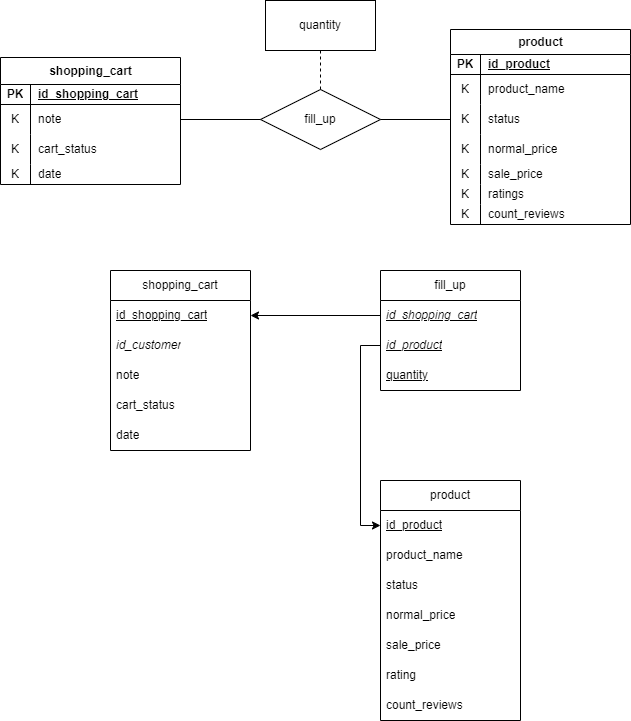 quantity
shopping_cart
PK id_shopping_cart
K note
K cart_status
K date
fill_up
product
PK id_product
K product_name
K status
K normal_price
K sale_price
K ratings
K count_reviews
shopping_cart
id_shopping_cart
id_customer
note
cart_status
date
fill_up
id_shopping_cart
id_product
quantity
product
id_product
product_name
status
normal_price
sale_price
rating
count_reviews